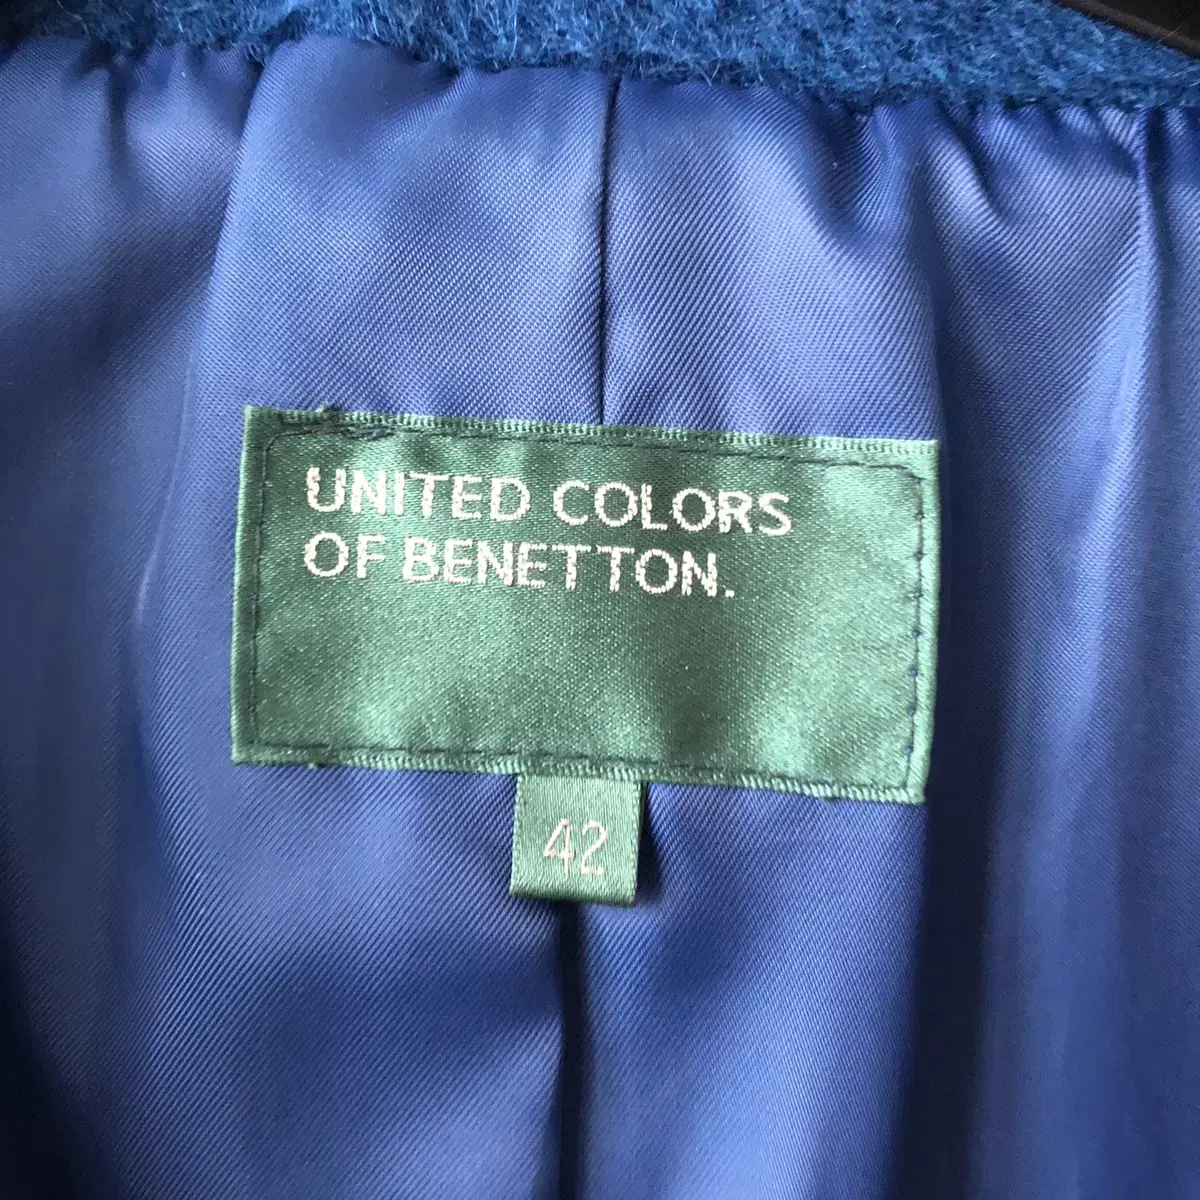 UNITED COLORS
OF BENETTON.
42